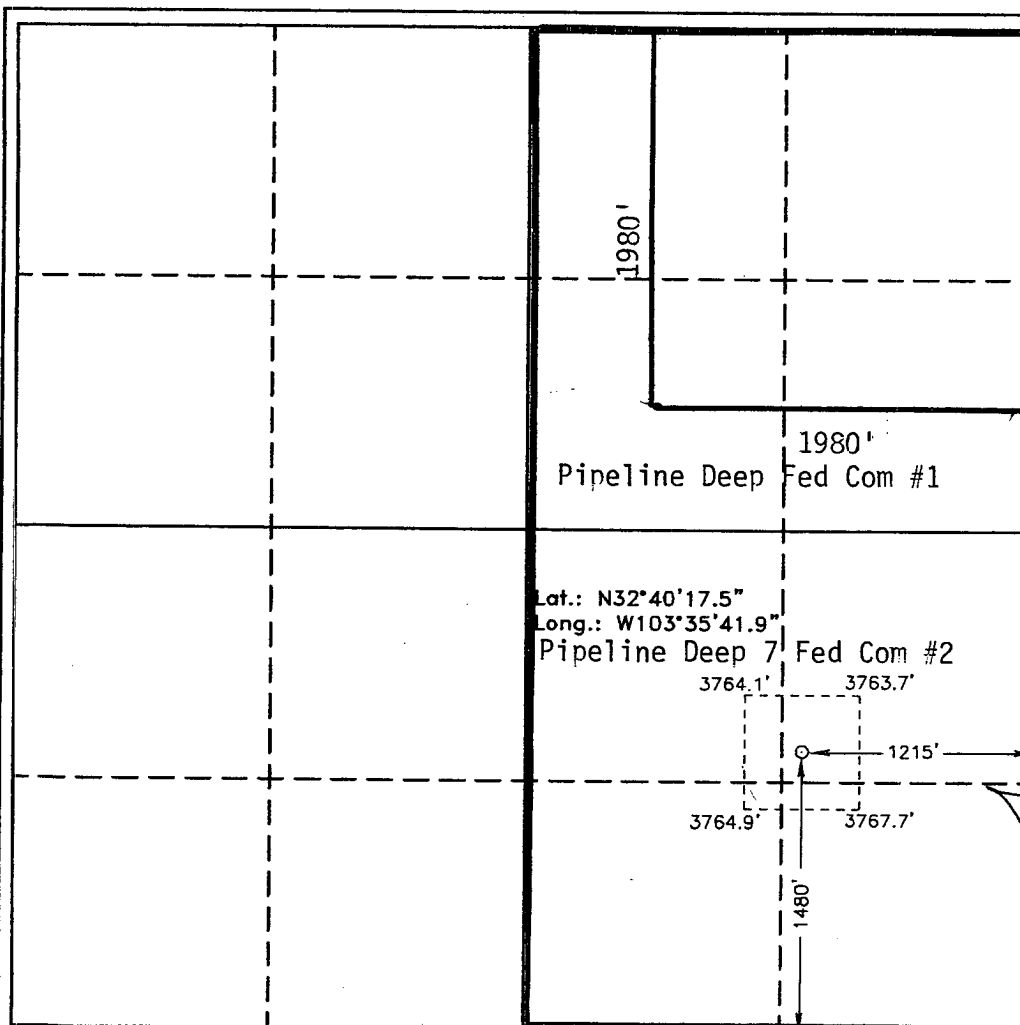 1980'
1980'
Pipeline Deep Fed Com #1
Lat.: N32°40'17.5"
Long.: W103°35'41.9"
Pipeline Deep 7 Fed Com #2
3764.1' 3763.7'
1215'
3764.9' 3767.7'
1480'